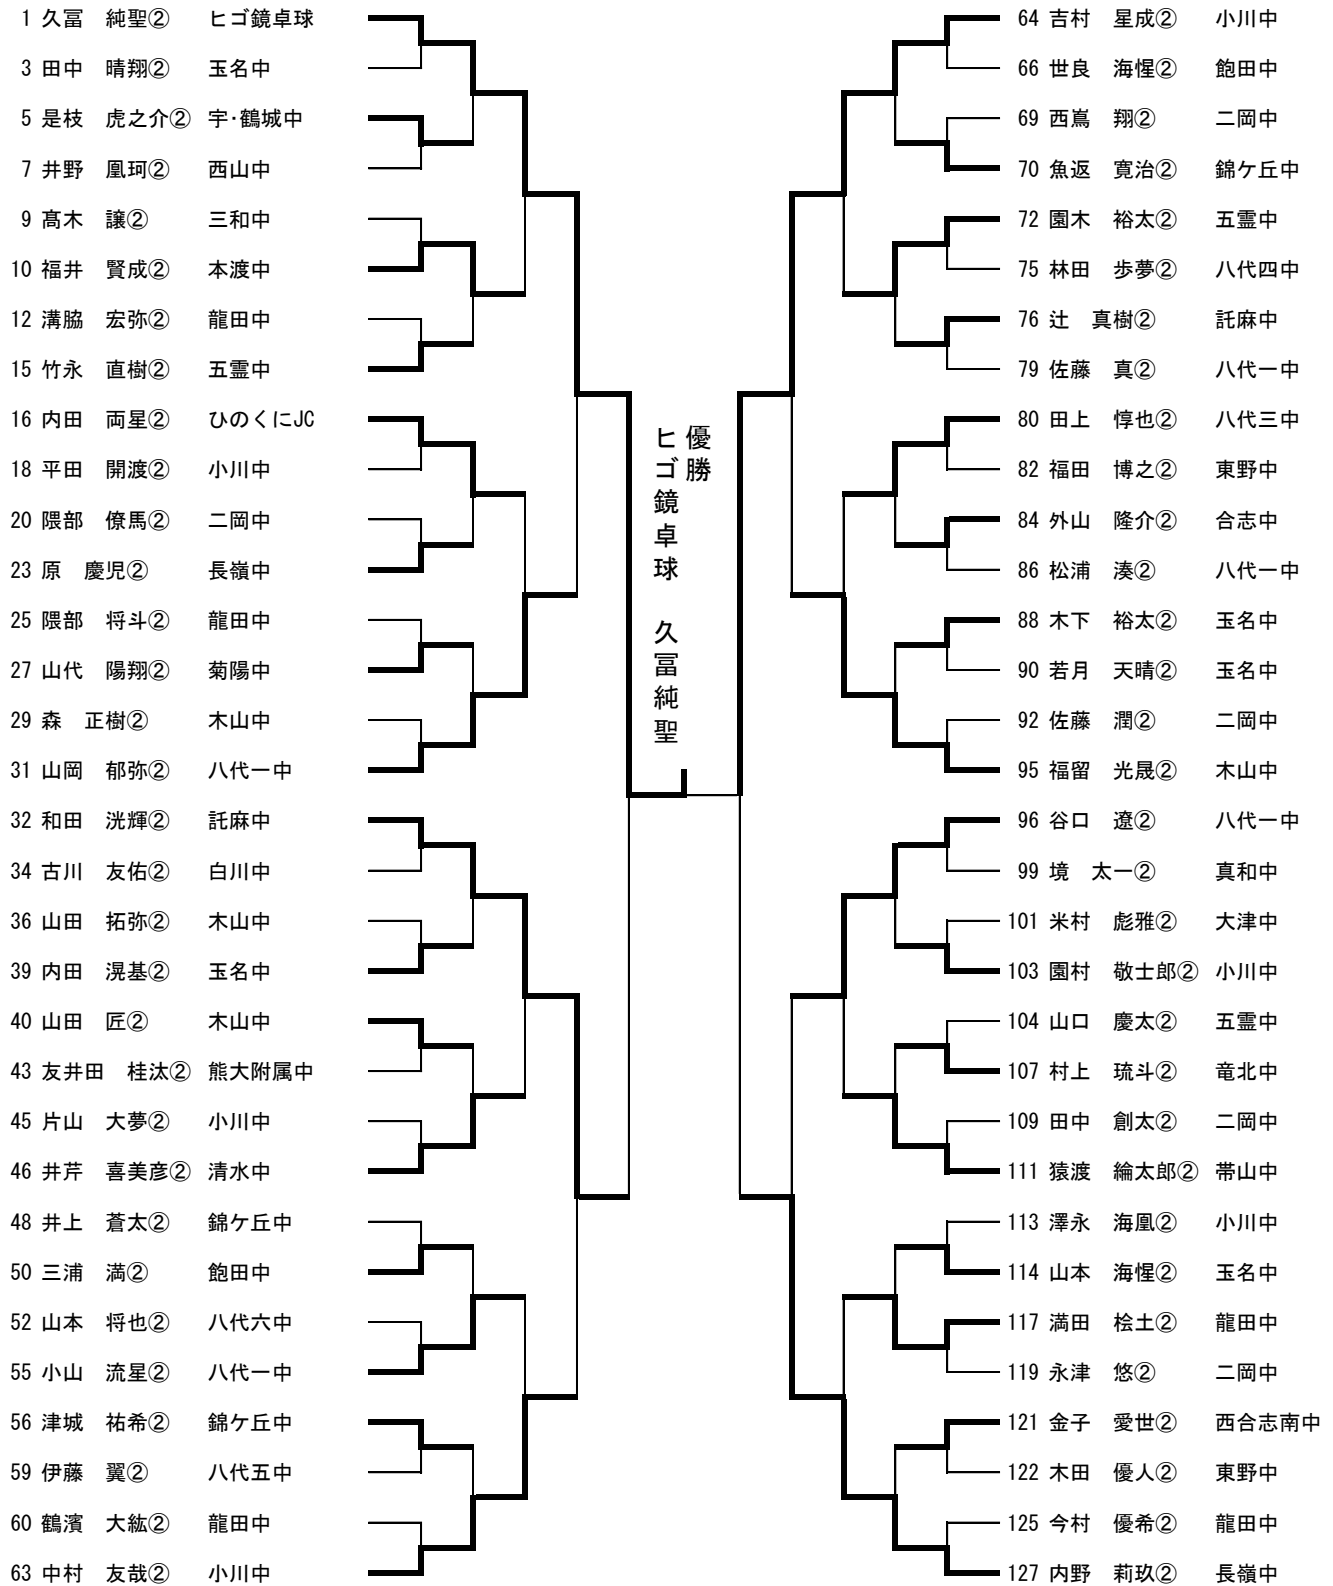 1 久冨　純聖② ヒゴ鏡卓球
3 田中　晴翔② 玉名中
5 是枝　虎之介② 宇・鶴城中
7 井野　凰珂② 西山中
9 髙木　譲② 三和中
10 福井　賢成② 本渡中
12 溝脇　宏弥② 龍田中
15 竹永　直樹② 五霊中
16 内田　両星② ひのくにJC
18 平田　開渡② 小川中
20 隈部　僚馬② 二岡中
23 原　慶児② 長嶺中
25 隈部　将斗② 龍田中
27 山代　陽翔② 菊陽中
29 森　正樹② 木山中
31 山岡　郁弥② 八代一中
32 和田　洸輝② 託麻中
34 古川　友佑② 白川中
36 山田　拓弥② 木山中
39 内田　滉基② 玉名中
40 山田　匠② 木山中
43 友井田　桂汰② 熊大附属中
45 片山　大夢② 小川中
46 井芹　喜美彦② 清水中
48 井上　蒼太② 錦ケ丘中
50 三浦　満② 飽田中
52 山本　将也② 八代六中
55 小山　流星② 八代一中
56 津城　祐希② 錦ケ丘中
59 伊藤　翼② 八代五中
60 鶴濱　大紘② 龍田中
63 中村　友哉② 小川中
優勝
ヒゴ鏡卓球　久冨純聖
64 吉村　星成② 小川中
66 世良　海惺② 飽田中
69 西嶌　翔② 二岡中
70 魚返　寛治② 錦ケ丘中
72 園木　裕太② 五霊中
75 林田　歩夢② 八代四中
76 辻　真樹② 託麻中
79 佐藤　真② 八代一中
80 田上　惇也② 八代三中
82 福田　博之② 東野中
84 外山　隆介② 合志中
86 松浦　湊② 八代一中
88 木下　裕太② 玉名中
90 若月　天晴② 玉名中
92 佐藤　潤② 二岡中
95 福留　光晟② 木山中
96 谷口　遼② 八代一中
99 境　太一② 真和中
101 米村　彪雅② 大津中
103 園村　敬士郎② 小川中
104 山口　慶太② 五霊中
107 村上　琉斗② 竜北中
109 田中　創太② 二岡中
111 猿渡　綸太郎② 帯山中
113 澤永　海凰② 小川中
114 山本　海惺② 玉名中
117 満田　桧土② 龍田中
119 永津　悠② 二岡中
121 金子　愛世② 西合志南中
122 木田　優人② 東野中
125 今村　優希② 龍田中
127 内野　莉玖② 長嶺中